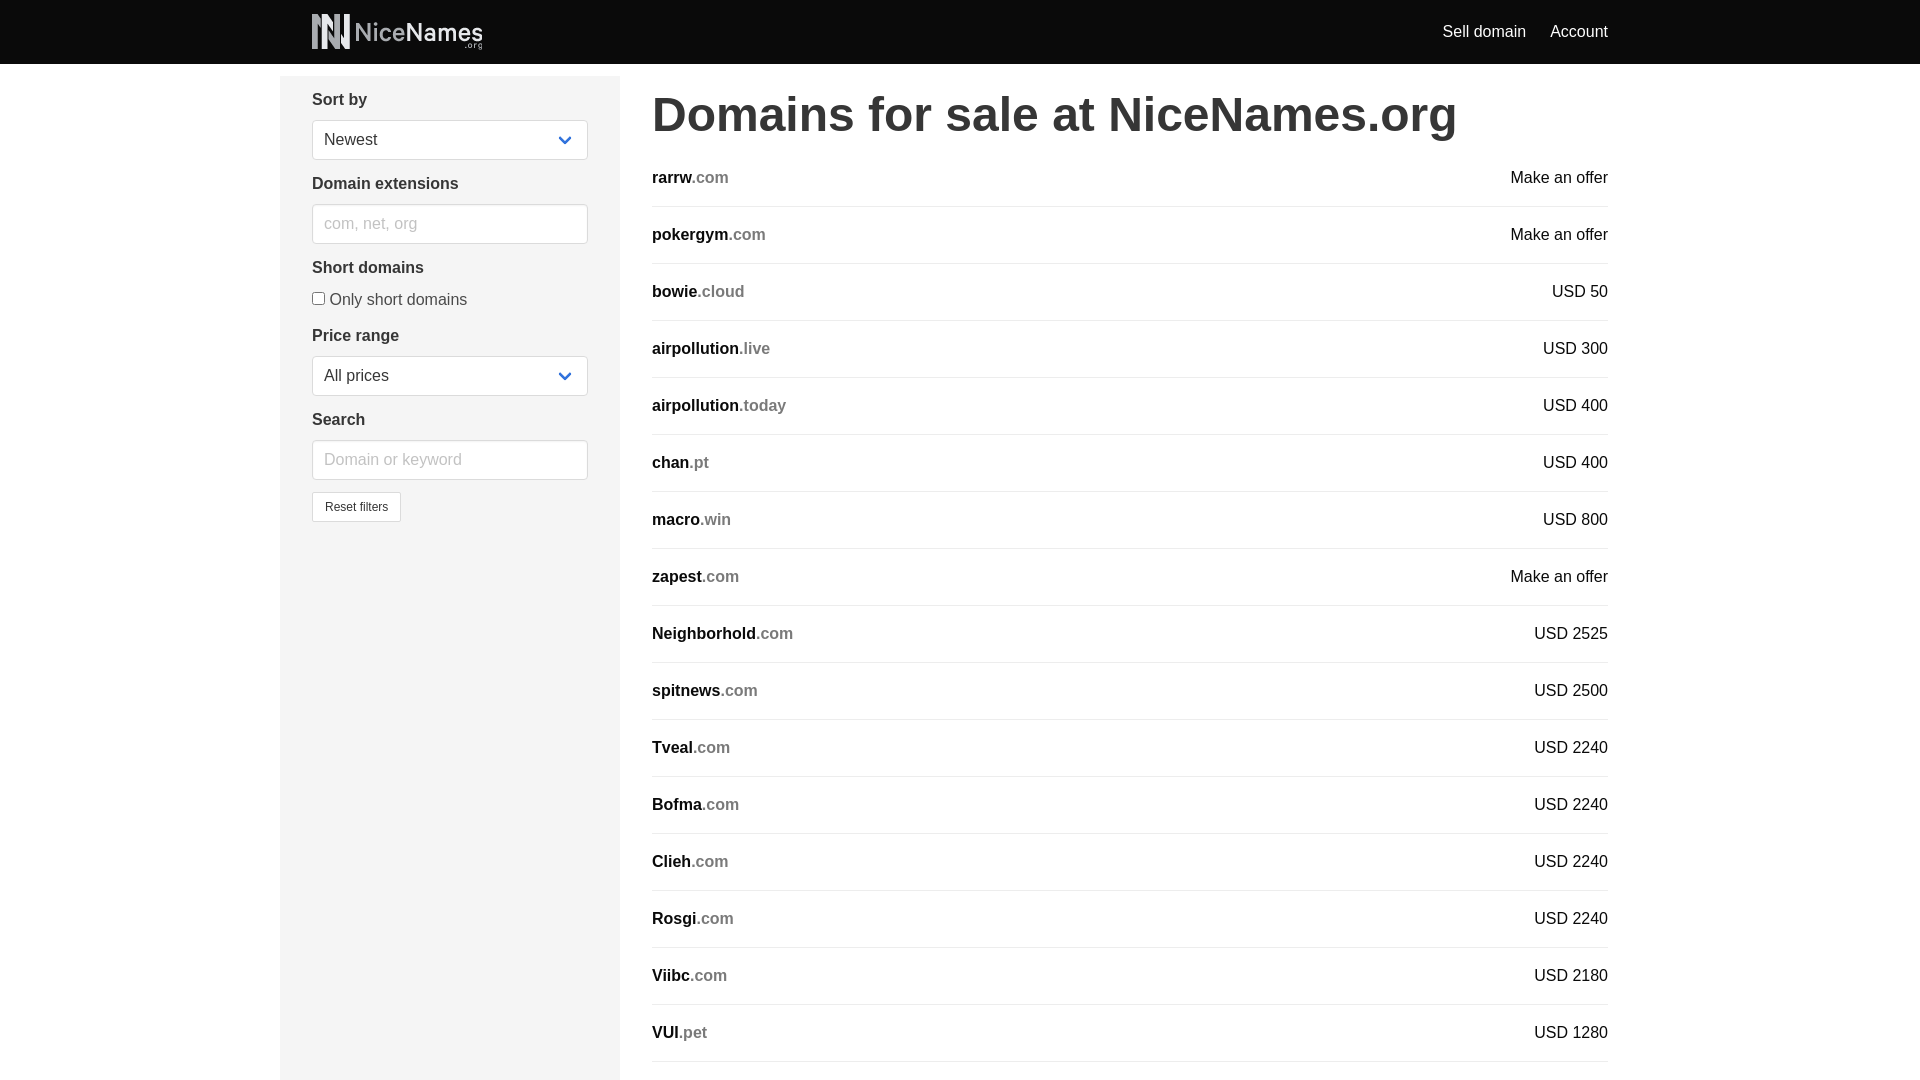 NiceNames
.org
Sell domain
Account
Sort by
Newest
Domain extensions
com, net, org
Short domains
Only short domains
Price range
All prices
Search
Domain or keyword
Reset filters
Domains for sale at NiceNames.org
rarrw.com Make an offer
pokergym.com Make an offer
bowie.cloud USD 50
airpollution.live USD 300
airpollution.today USD 400
chan.pt USD 400
macro.win USD 800
zapest.com Make an offer
Neighborhold.com USD 2525
spitnews.com USD 2500
Tveal.com USD 2240
Bofma.com USD 2240
Clieh.com USD 2240
Rosgi.com USD 2240
Viibc.com USD 2180
VUI.pet USD 1280